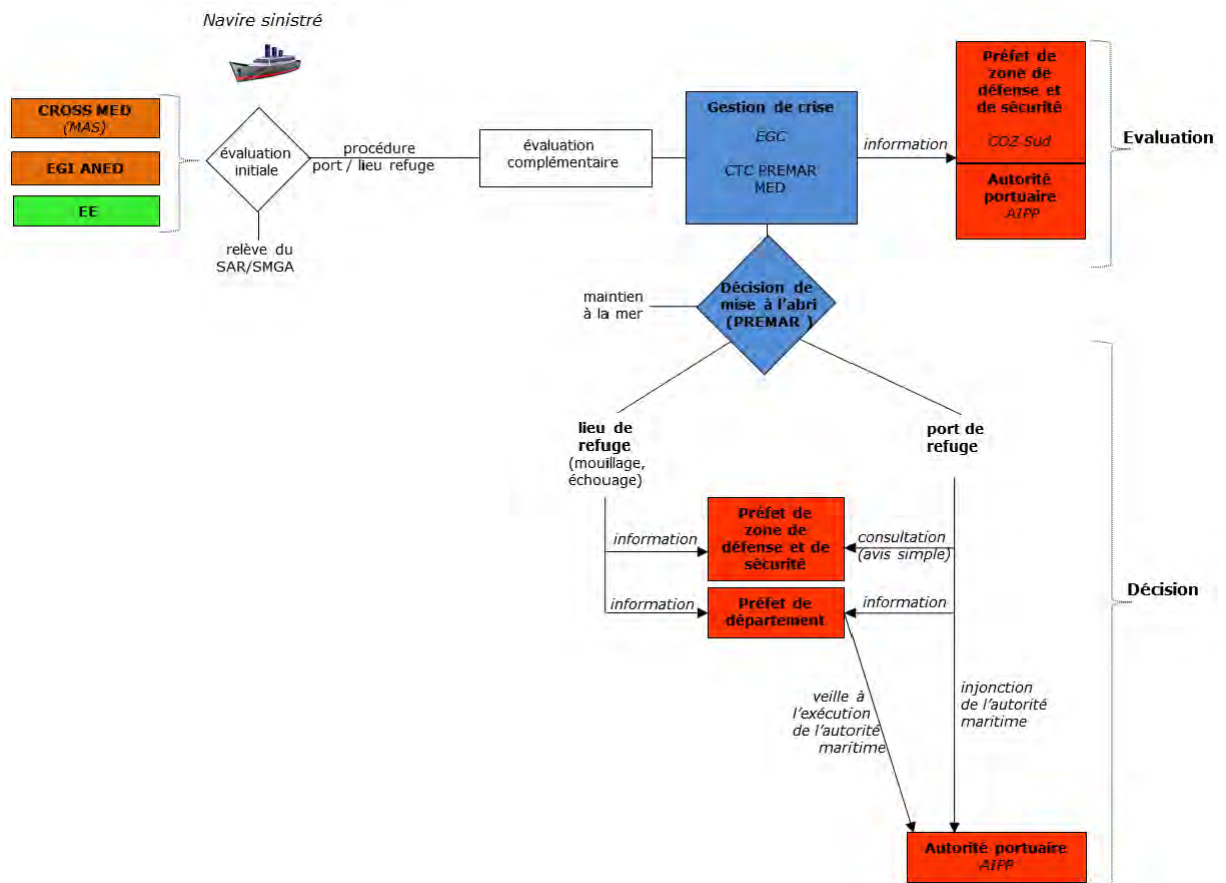 Navire sinistré
CROSS MED
(MAS)
EGI ANED
EE
évaluation
initiale
procédure
port / lieu refuge
relève du
SAR/SMGA
évaluation
complémentaire
Gestion de crise
EGC
CTC PREMAR
MED
information
Préfet de
zone de
défense et
de sécurité
COZ Sud
Autorité
portuaire
AIPP
Evaluation
maintien
à la mer
Décision de
mise à l'abri
(PREMAR )
lieu de
refuge
(mouillage,
échouage)
port de
refuge
information
Préfet de
zone de
défense et de
sécurité
consultation
(avis simple)
information
Préfet de
département
information
Décision
veille à
l'exécution
de l'autorité
maritime
injonction
de l'autorité
maritime
Autorité portuaire
AIPP